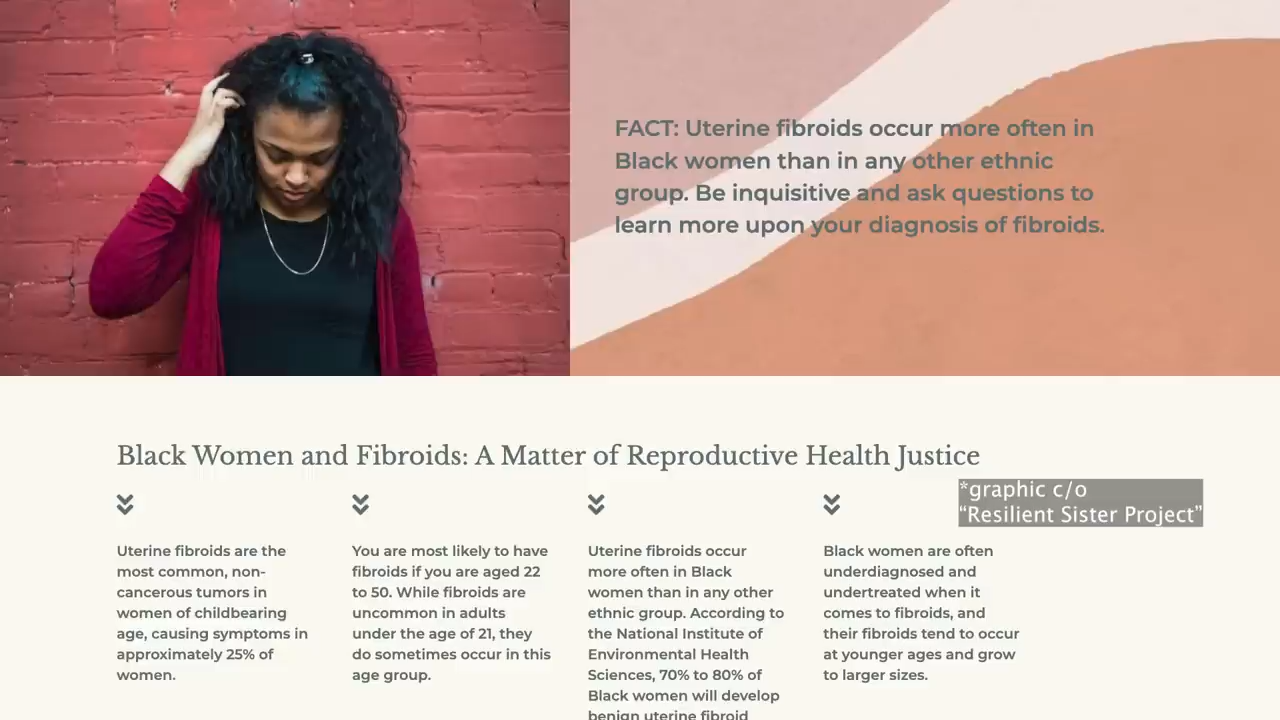 FACT: Uterine fibroids occur more often in
Black women than in any other ethnic
group. Be inquisitive and ask questions to
learn more upon your diagnosis of fibroids.
Black Women and Fibroids: A Matter of Reproductive Health Justice
*graphic c/o
“Resilient Sister Project”
Uterine fibroids are the
most common, non-
cancerous tumors in
women of childbearing
age, causing symptoms in
approximately 25% of
women.
You are most likely to have
fibroids if you are aged 22
to 50. While fibroids are
uncommon in adults
under the age of 21, they
do sometimes occur in this
age group.
Uterine fibroids occur
more often in Black
women than in any other
ethnic group. According to
the National Institute of
Environmental Health
Sciences, 70% to 80% of
Black women will develop
benign uterine fibroid
Black women are often
underdiagnosed and
undertreated when it
comes to fibroids, and
their fibroids tend to occur
at younger ages and grow
to larger sizes.